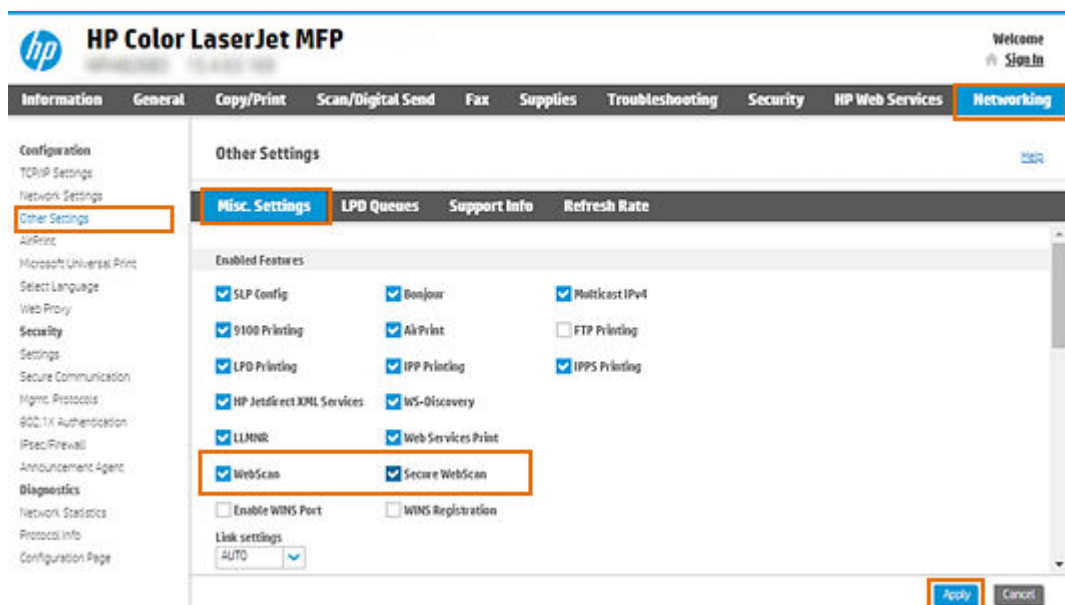 hp
HP Color LaserJet MFP
Welcome
Sign In
Information General Copy/Print Scan/Digital Send Fax Supplies Troubleshooting Security HP Web Services Networking
Configuration
TCP/IP Settings
Network Settings
Other Settings
AirPrint
Microsoft Universal Print
Select Language
Web Proxy
Security
Settings
Secure Communication
Mgmt. Protocols
802.1X Authentication
IPsec/Firewall
Announcement Agent
Diagnostics
Network Statistics
Protocol Info
Configuration Page
Other Settings
Help
Misc. Settings LPD Queues Support Info Refresh Rate
Enabled Features
SLP Config Bonjour Multicast IPv4
9100 Printing AirPrint FTP Printing
LPD Printing IPP Printing IPPS Printing
HP Jetdirect XML Services WS-Discovery
LLMNR Web Services Print
WebScan Secure WebScan
Enable WINS Port WINS Registration
Link settings
AUTO
Apply Cancel